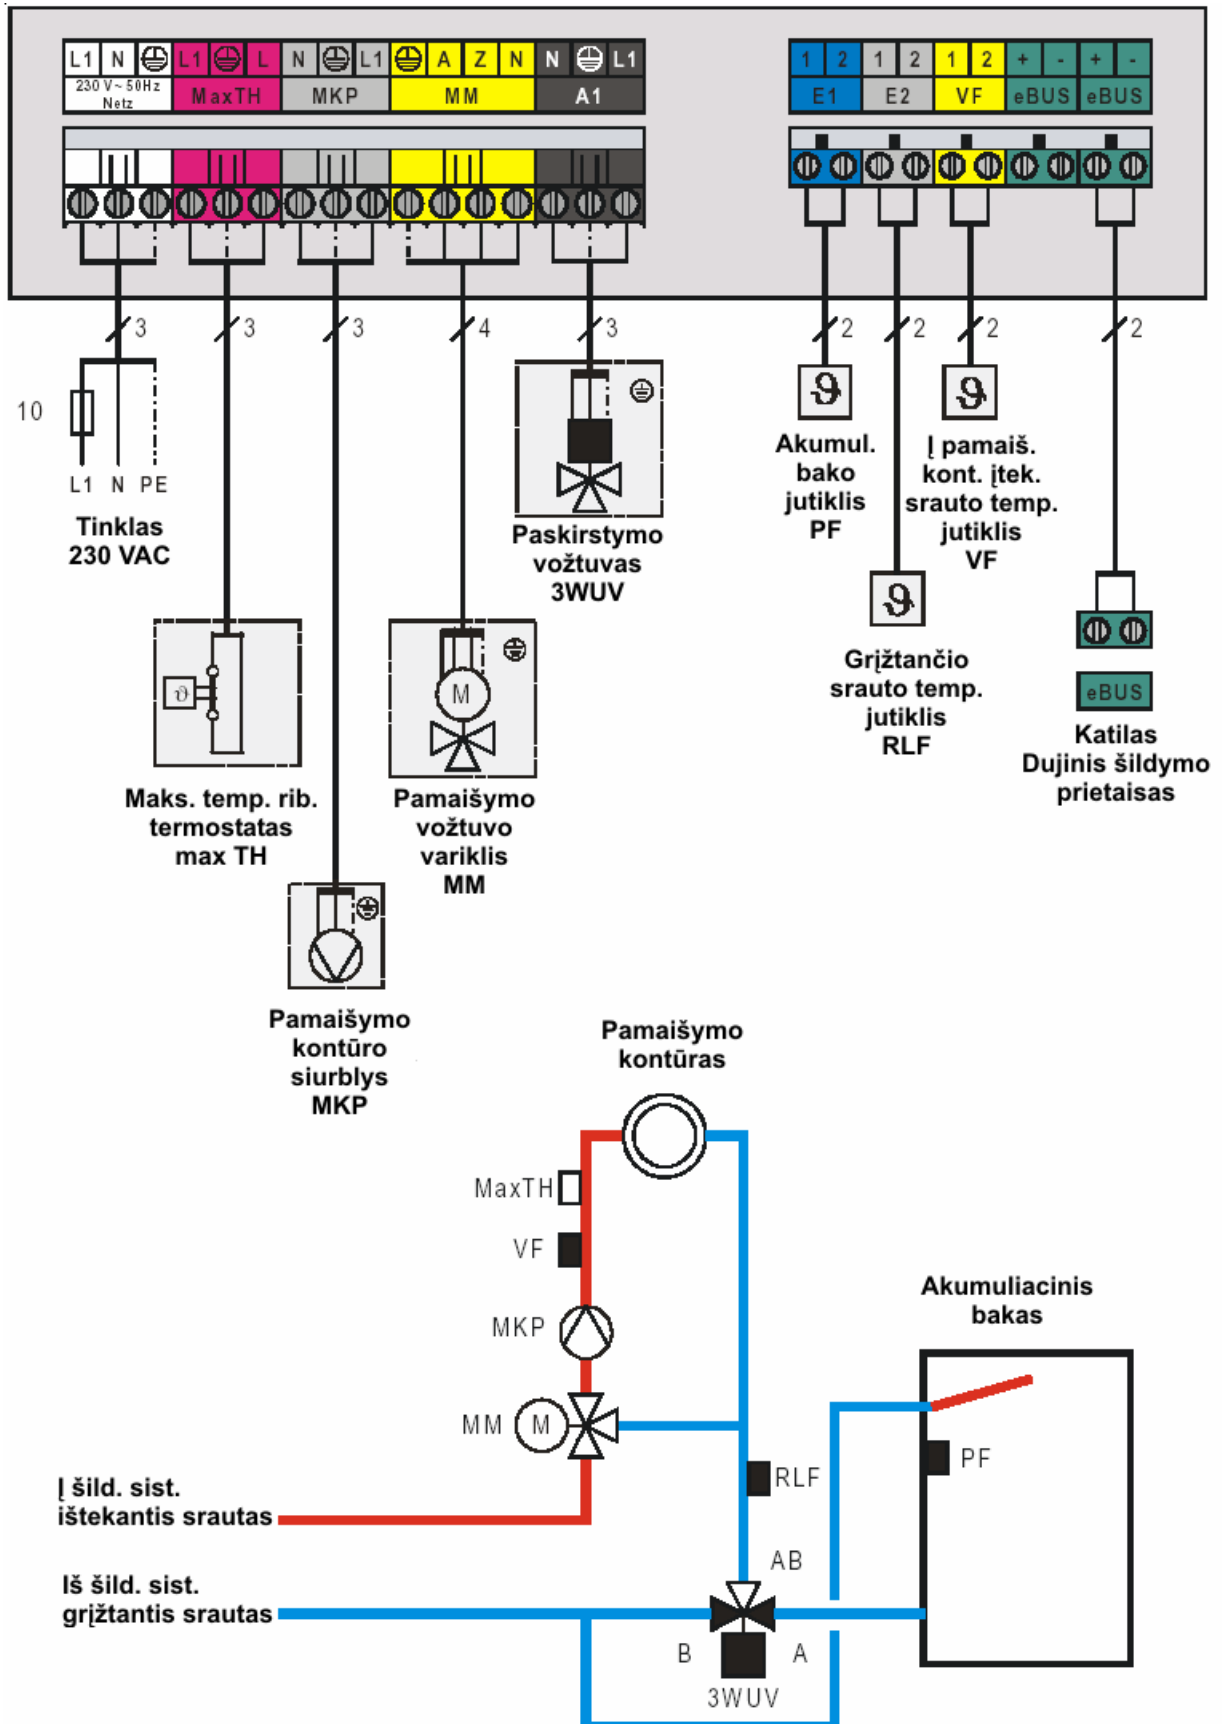 L1 N L1 L N L1 A Z N N L1
230 V~ 50Hz
Netz
MaxTH MKP MM A1
1 2 1 2 1 2 + - + -
E1 E2 VF eBUS eBUS
3 3 3 4 3 2 2 2 2
10
L1 N PE
Tinklas
230 VAC
Paskirstymo
vožtuvas
3WUV
ϑ
Akumul.
bako
jutiklis
PF
ϑ
Į pamaiš.
kont. įtek.
srauto temp.
jutiklis
VF
ϑ
Grįžtančio
srauto temp.
jutiklis
RLF
eBUS
Katilas
Dujinis šildymo
prietaisas
ϑ
Maks. temp. rib.
termostatas
max TH
M
Pamaišymo
vožtuvo
variklis
MM
Pamaišymo
kontūro
siurblys
MKP
Pamaišymo
kontūras
MaxTH
VF
MKP
MM M
Akumuliacinis
bakas
PF
RLF
Į šild. sist.
ištekantis srautas
AB
Iš šild. sist.
grįžtantis srautas
B A
3WUV